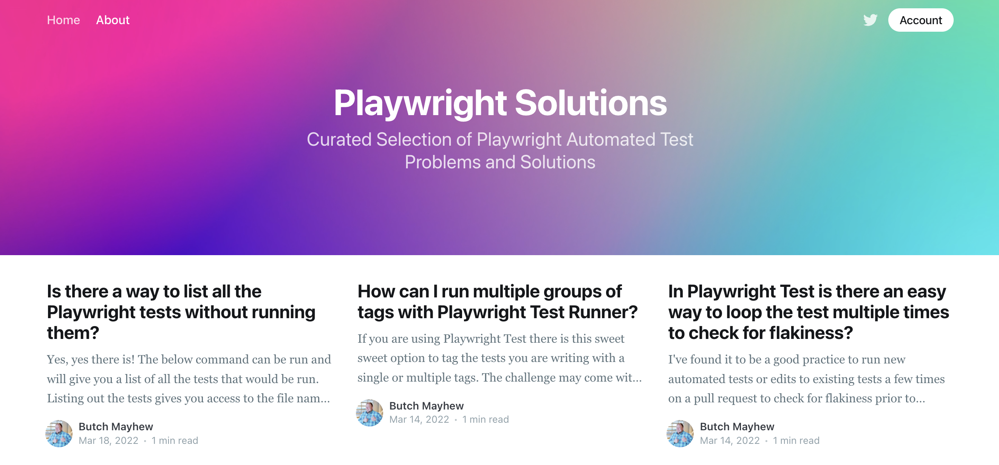 Home About Account
Playwright Solutions
Curated Selection of Playwright Automated Test
Problems and Solutions
Is there a way to list all the
Playwright tests without running
them?
Yes, yes there is! The below command can be run and
will give you a list of all the tests that would be run.
Listing out the tests gives you access to the file nam...
Butch Mayhew
Mar 18, 2022 • 1 min read
How can I run multiple groups of
tags with Playwright Test Runner?
If you are using Playwright Test there is this sweet
sweet option to tag the tests you are writing with a
single or multiple tags. The challenge may come wit...
Butch Mayhew
Mar 14, 2022 • 1 min read
In Playwright Test is there an easy
way to loop the test multiple times
to check for flakiness?
I've found it to be a good practice to run new
automated tests or edits to existing tests a few times
on a pull request to check for flakiness prior to...
Butch Mayhew
Mar 14, 2022 • 1 min read